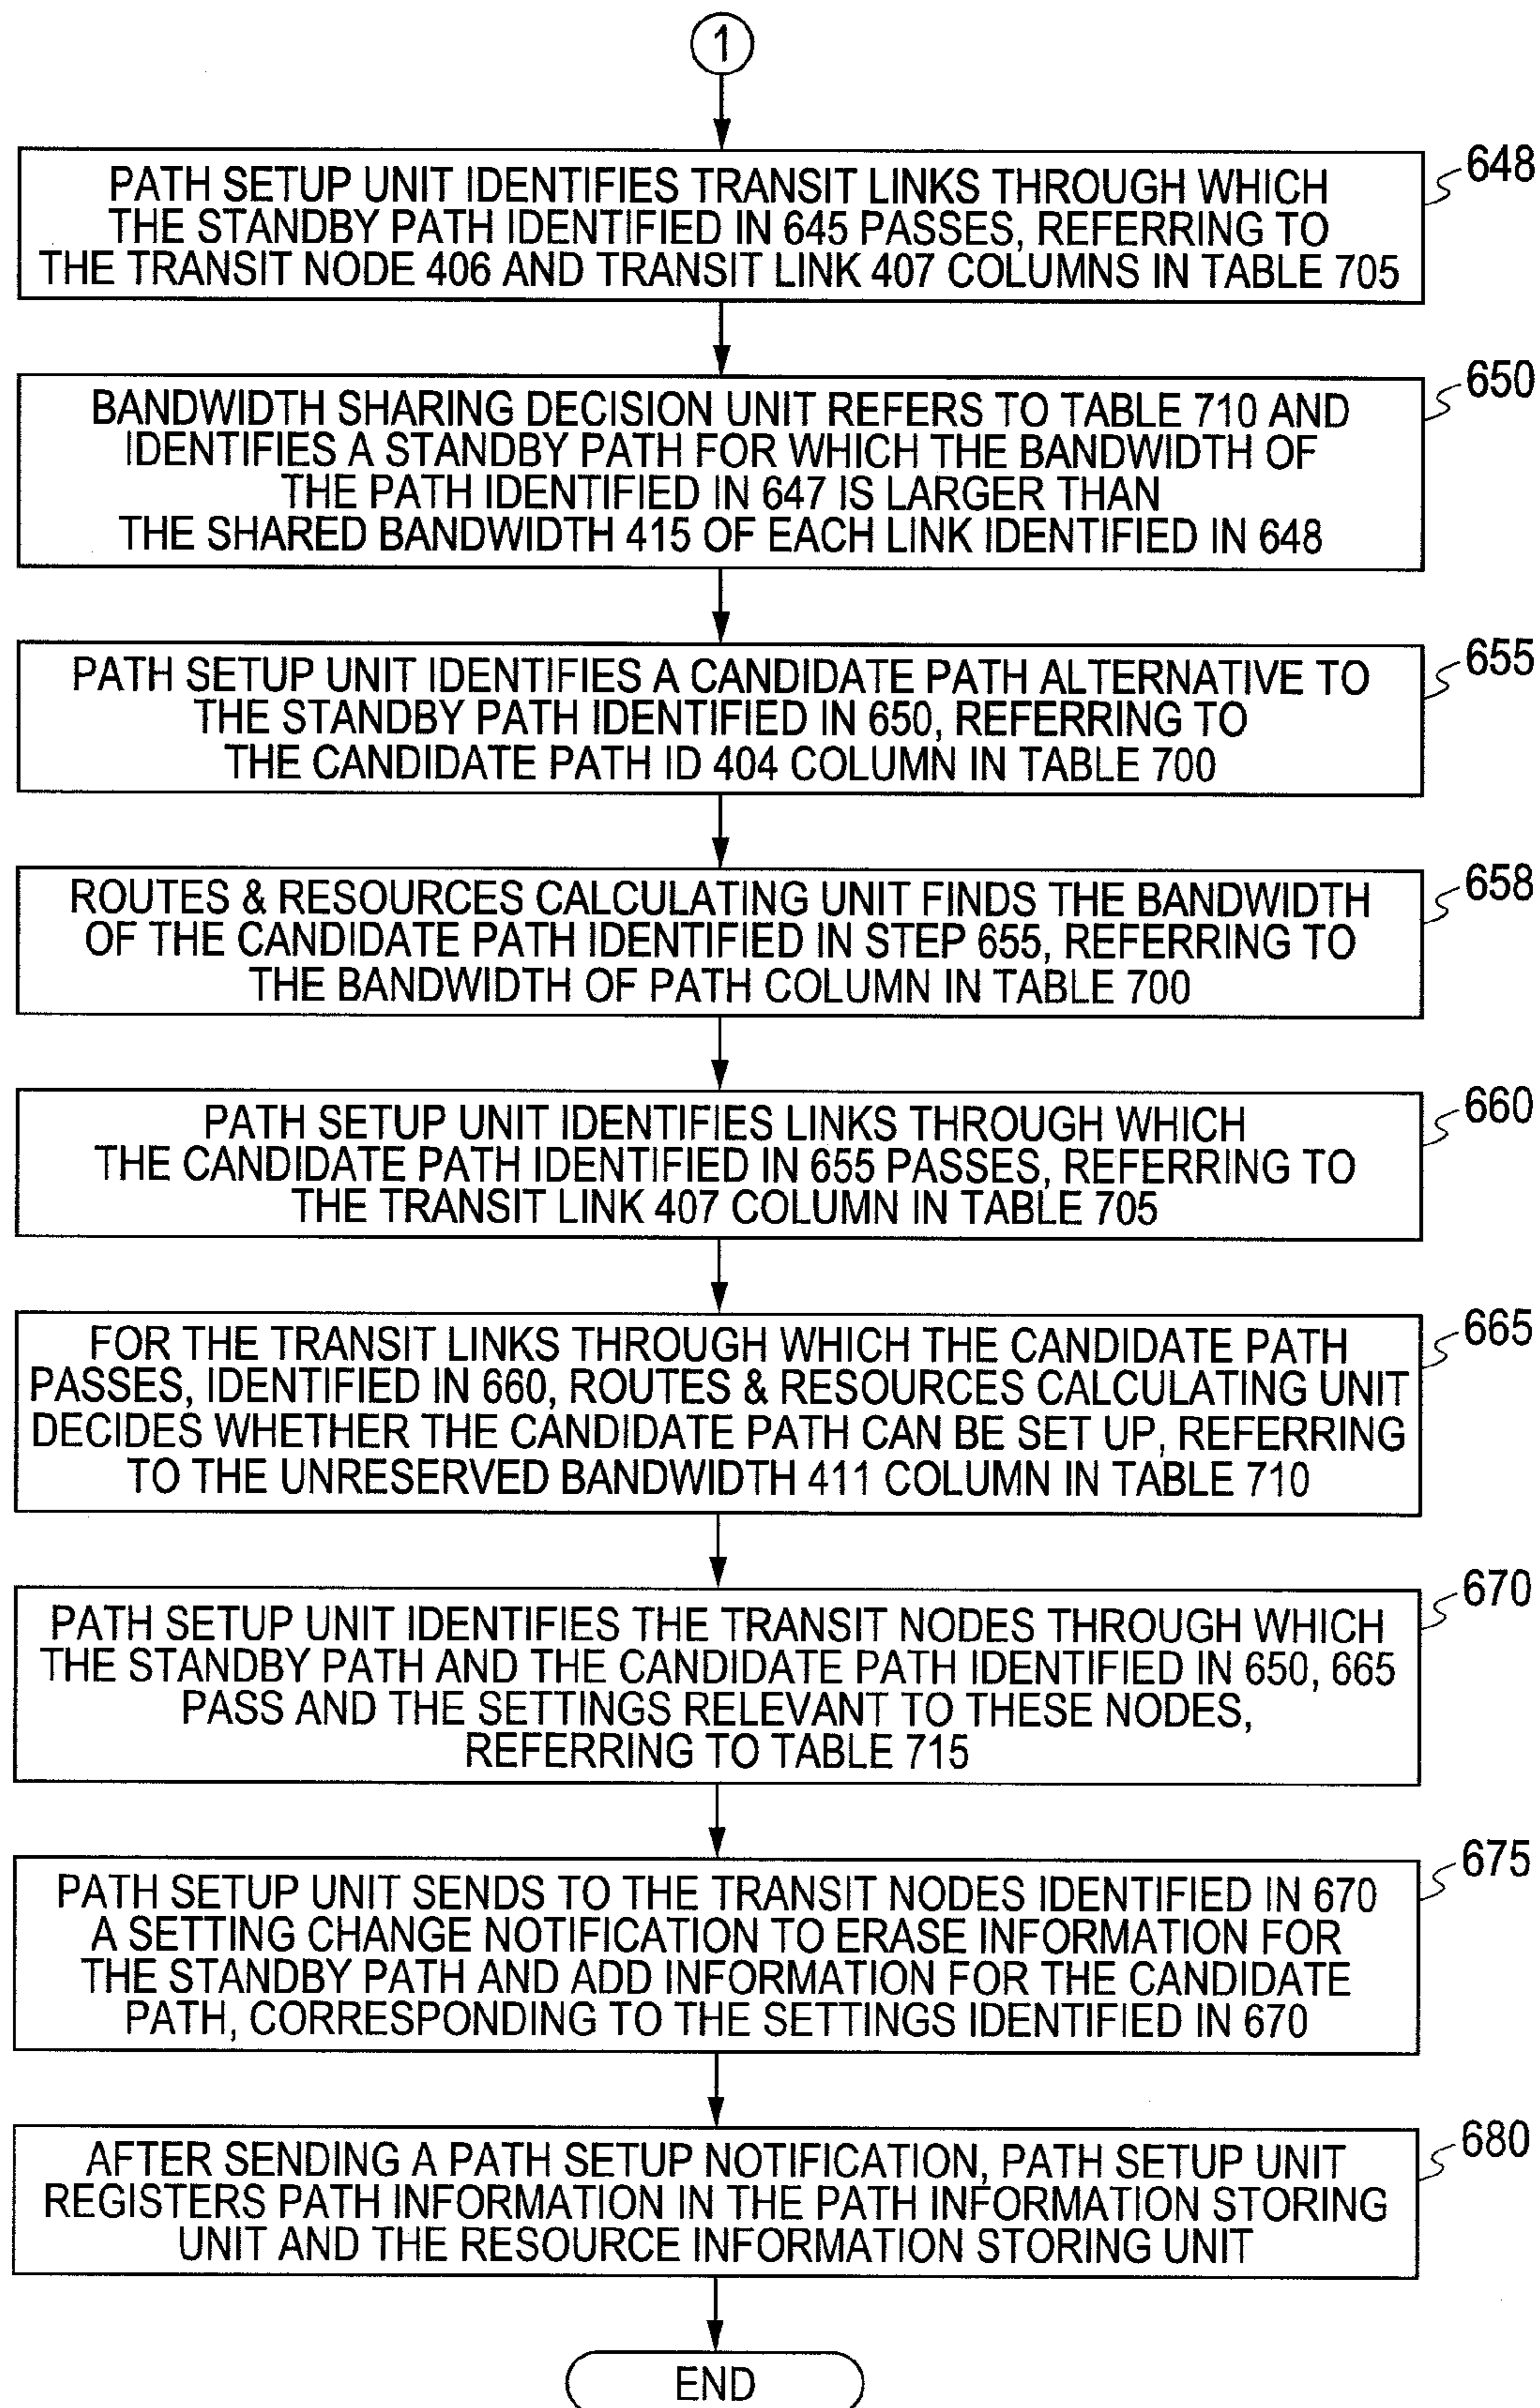 1
PATH SETUP UNIT IDENTIFIES TRANSIT LINKS THROUGH WHICH
THE STANDBY PATH IDENTIFIED IN 645 PASSES, REFERRING TO
THE TRANSIT NODE 406 AND TRANSIT LINK 407 COLUMNS IN TABLE 705
648
BANDWIDTH SHARING DECISION UNIT REFERS TO TABLE 710 AND
IDENTIFIES A STANDBY PATH FOR WHICH THE BANDWIDTH OF
THE PATH IDENTIFIED IN 647 IS LARGER THAN
THE SHARED BANDWIDTH 415 OF EACH LINK IDENTIFIED IN 648
650
PATH SETUP UNIT IDENTIFIES A CANDIDATE PATH ALTERNATIVE TO
THE STANDBY PATH IDENTIFIED IN 650, REFERRING TO
THE CANDIDATE PATH ID 404 COLUMN IN TABLE 700
655
ROUTES & RESOURCES CALCULATING UNIT FINDS THE BANDWIDTH
OF THE CANDIDATE PATH IDENTIFIED IN STEP 655, REFERRING TO
THE BANDWIDTH OF PATH COLUMN IN TABLE 700
658
PATH SETUP UNIT IDENTIFIES LINKS THROUGH WHICH
THE CANDIDATE PATH IDENTIFIED IN 655 PASSES, REFERRING TO
THE TRANSIT LINK 407 COLUMN IN TABLE 705
660
FOR THE TRANSIT LINKS THROUGH WHICH THE CANDIDATE PATH
PASSES, IDENTIFIED IN 660, ROUTES & RESOURCES CALCULATING UNIT
DECIDES WHETHER THE CANDIDATE PATH CAN BE SET UP, REFERRING
TO THE UNRESERVED BANDWIDTH 411 COLUMN IN TABLE 710
665
PATH SETUP UNIT IDENTIFIES THE TRANSIT NODES THROUGH WHICH
THE STANDBY PATH AND THE CANDIDATE PATH IDENTIFIED IN 650, 665
PASS AND THE SETTINGS RELEVANT TO THESE NODES,
REFERRING TO TABLE 715
670
PATH SETUP UNIT SENDS TO THE TRANSIT NODES IDENTIFIED IN 670
A SETTING CHANGE NOTIFICATION TO ERASE INFORMATION FOR
THE STANDBY PATH AND ADD INFORMATION FOR THE CANDIDATE
PATH, CORRESPONDING TO THE SETTINGS IDENTIFIED IN 670
675
AFTER SENDING A PATH SETUP NOTIFICATION, PATH SETUP UNIT
REGISTERS PATH INFORMATION IN THE PATH INFORMATION STORING
UNIT AND THE RESOURCE INFORMATION STORING UNIT
680
END